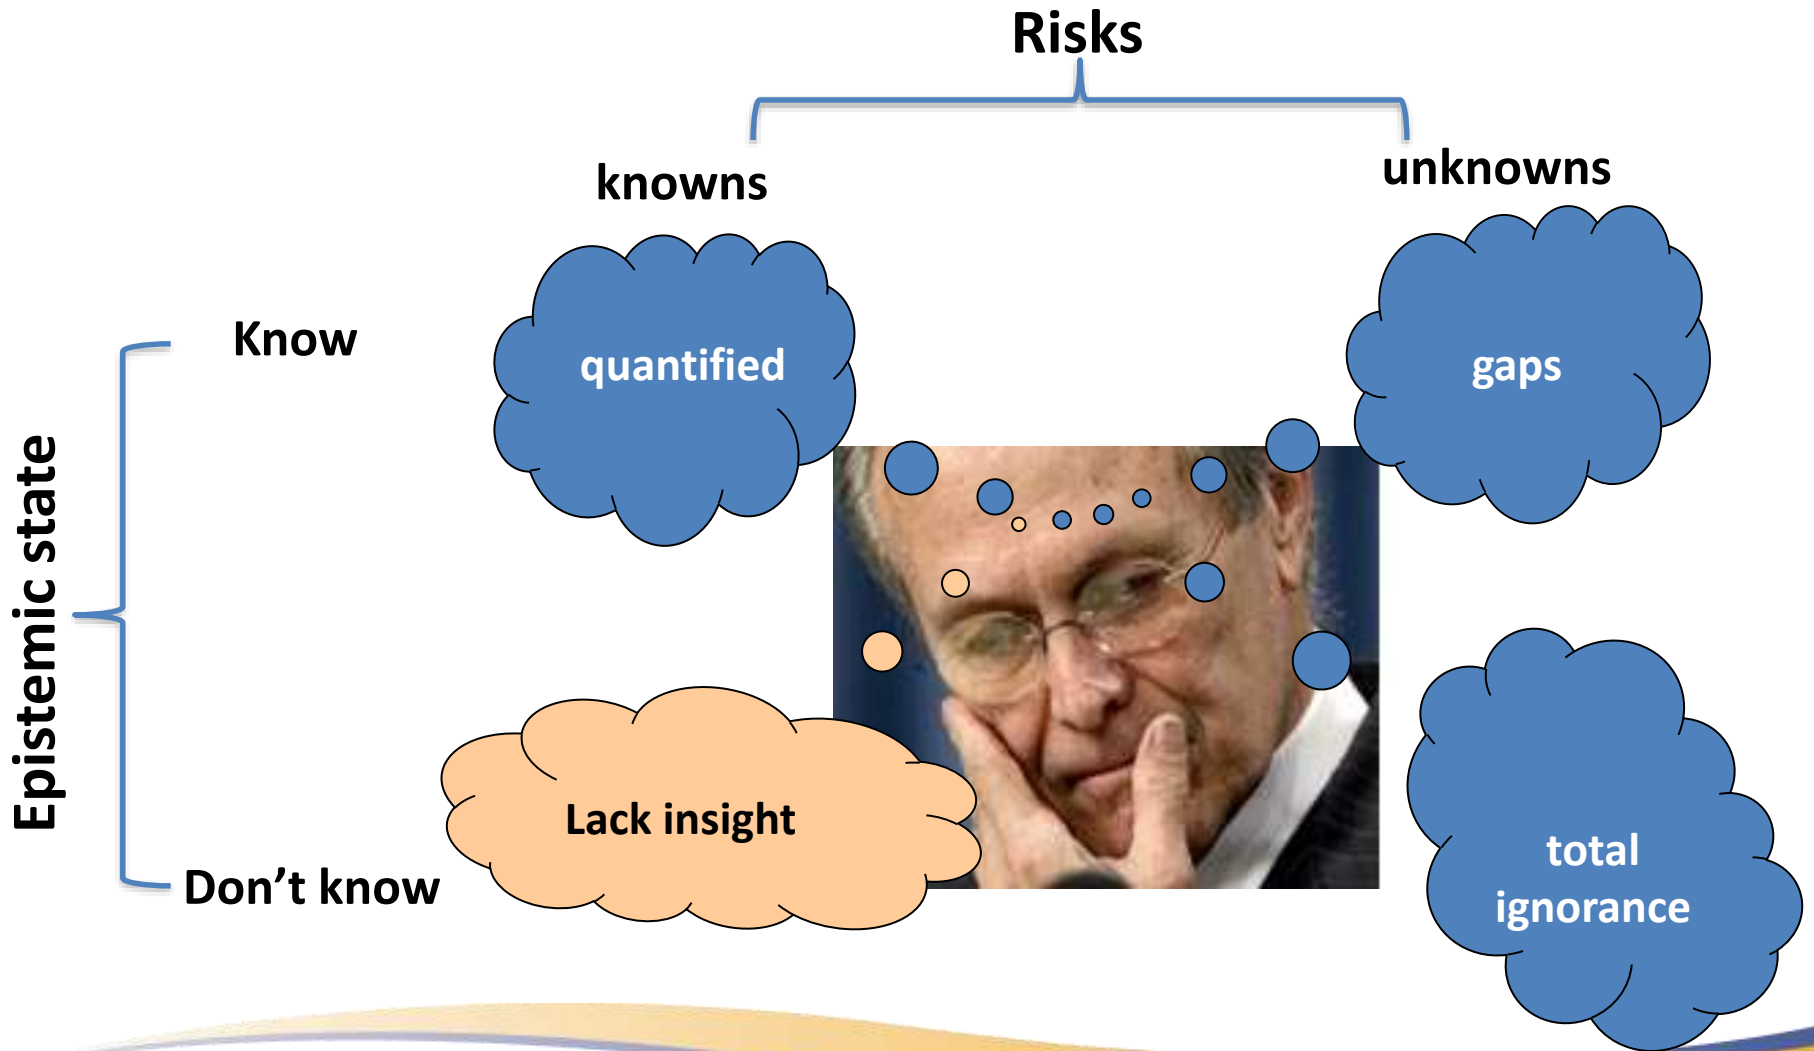 Risks
knowns
unknowns
Know
quantified
gaps
Epistemic state
Lack insight
Don’t know
total
ignorance